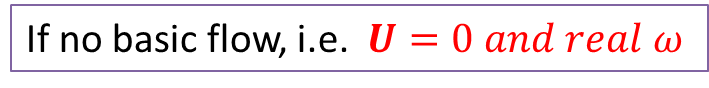 If no basic flow, i.e. U = 0 and real ω